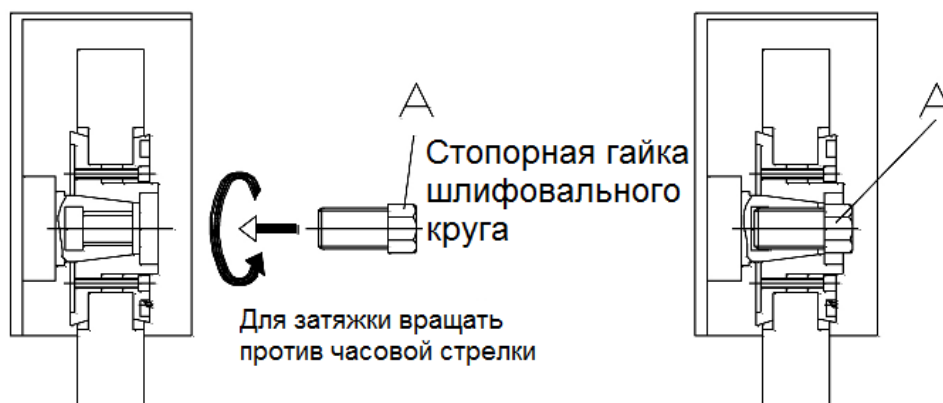 A
A
Стопорная гайка
шлифовального
круга
Для затяжки вращать
против часовой стрелки